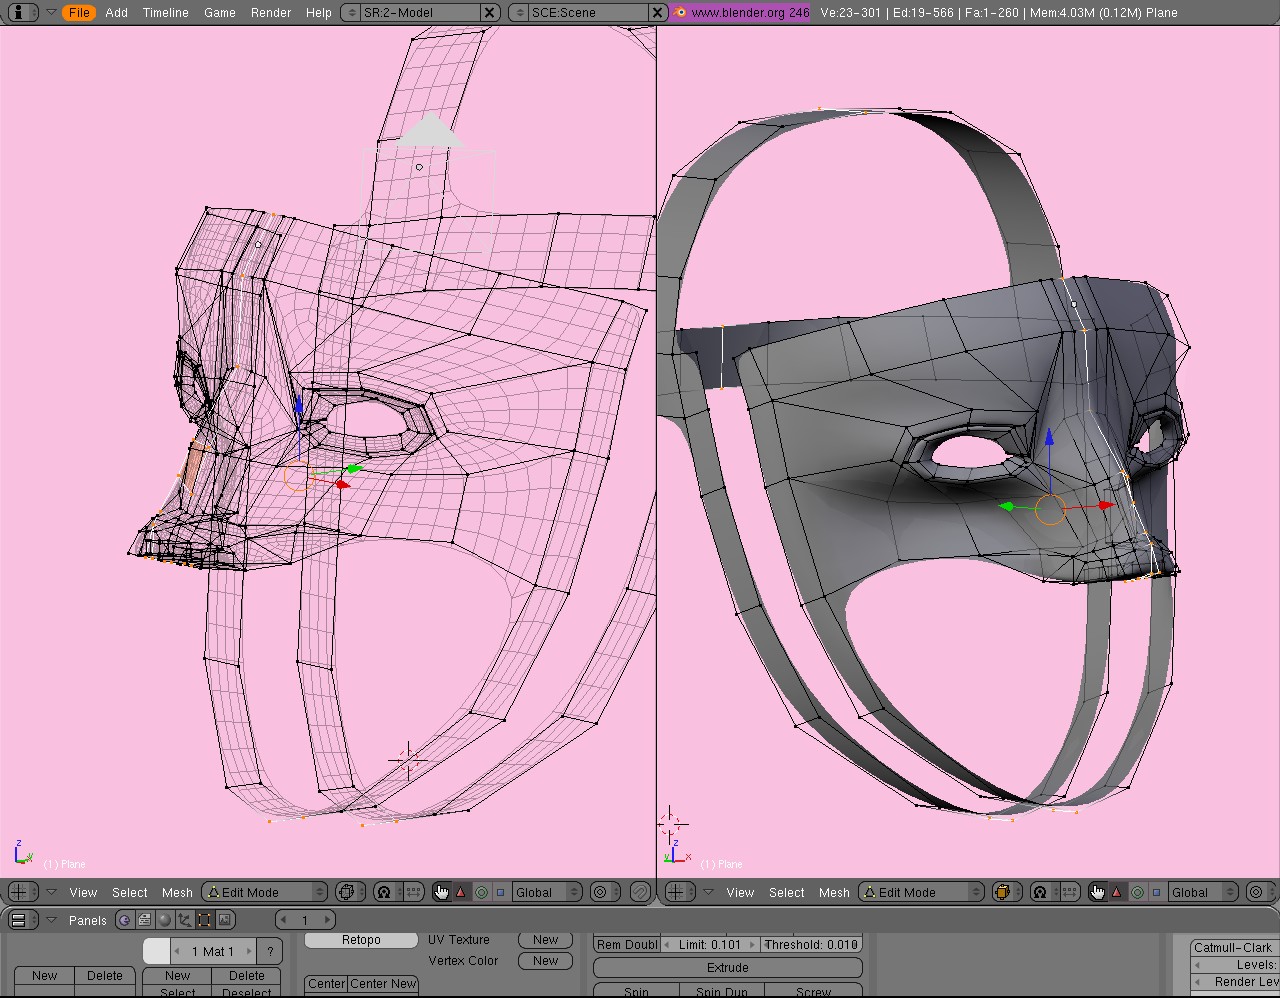 File Add Timeline Game Render Help SR:2-Model SCE:Scene www.blender.org 246 Ve:23-301 | Ed:19-566 | Fa:1-260 | Mem:4.03M (0.12M) Plane
z
y
(1) Plane
z
y x
(1) Plane
View Select Mesh Edit Mode Global
View Select Mesh Edit Mode Global
Panels 1
Retopo UV Texture New Rem Doubl Limit: 0.101 Threshold: 0.010
1 Mat 1 ? Vertex Color New Catmull-Clark
Extrude Levels:
New Delete New Delete Center Center New Render Lev
Select Deselect Spin Spin Dup Screw